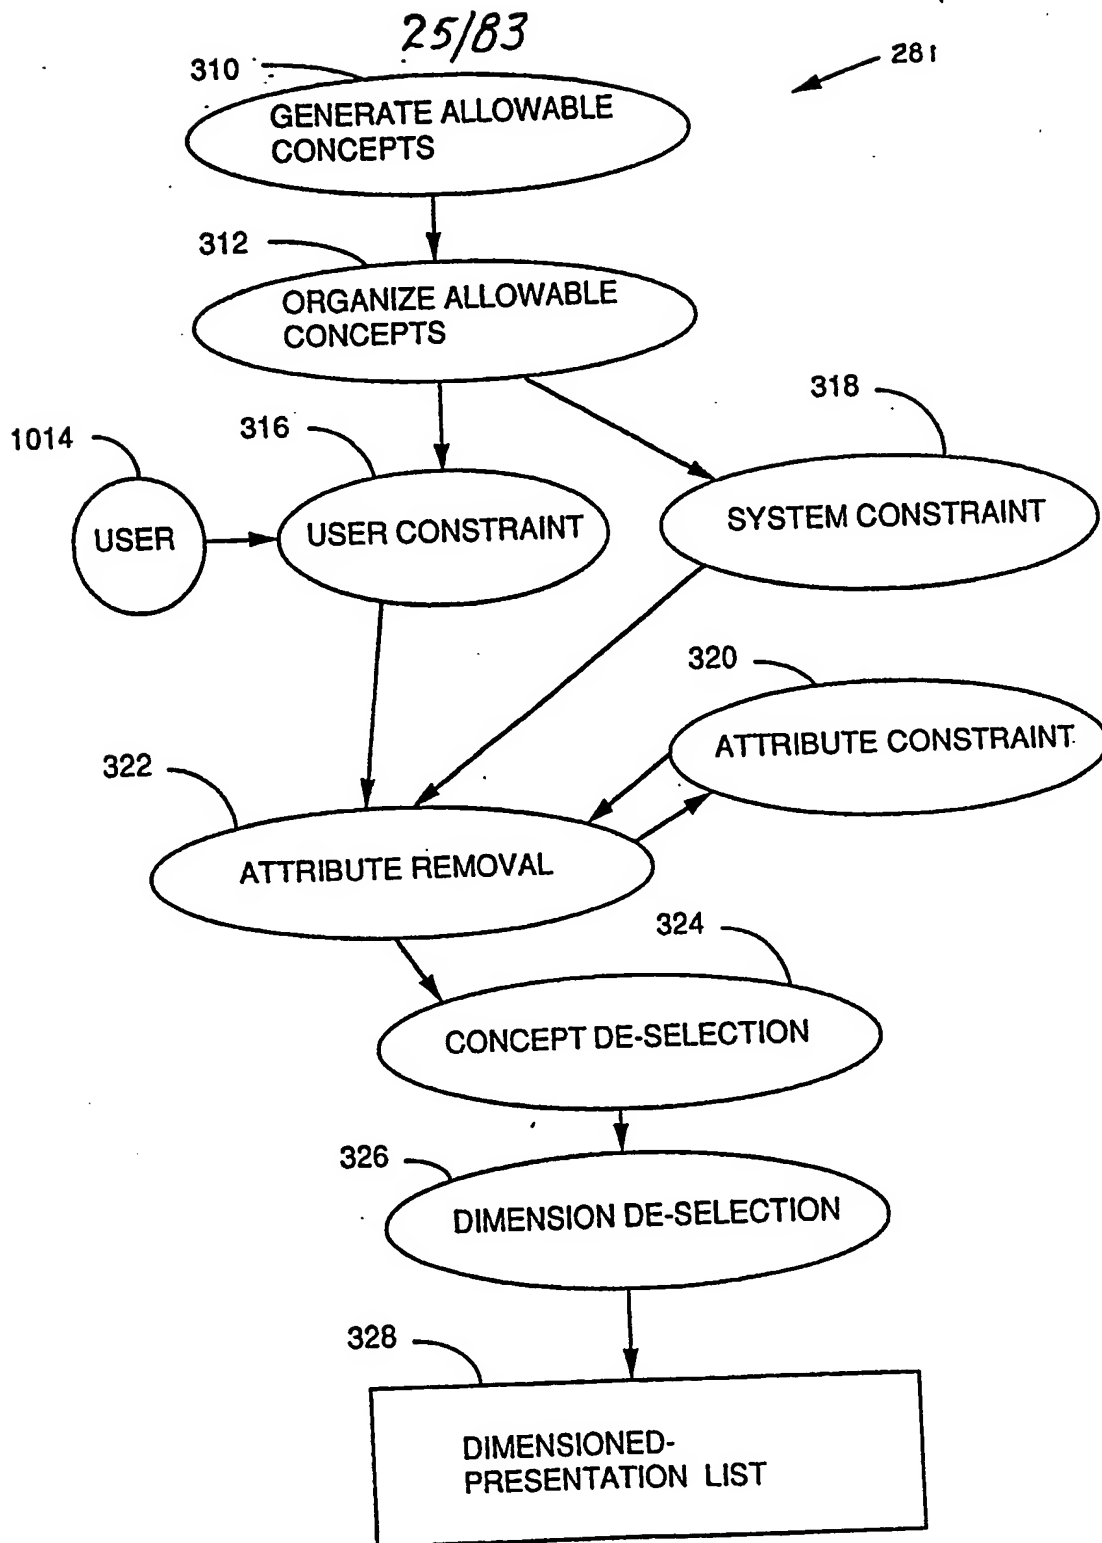 25/83
310
281
GENERATE ALLOWABLE
CONCEPTS
312
ORGANIZE ALLOWABLE
CONCEPTS
318
1014
316
USER
USER CONSTRAINT
SYSTEM CONSTRAINT
320
ATTRIBUTE CONSTRAINT
322
ATTRIBUTE REMOVAL
324
CONCEPT DE-SELECTION
326
DIMENSION DE-SELECTION
328
DIMENSIONED-
PRESENTATION LIST